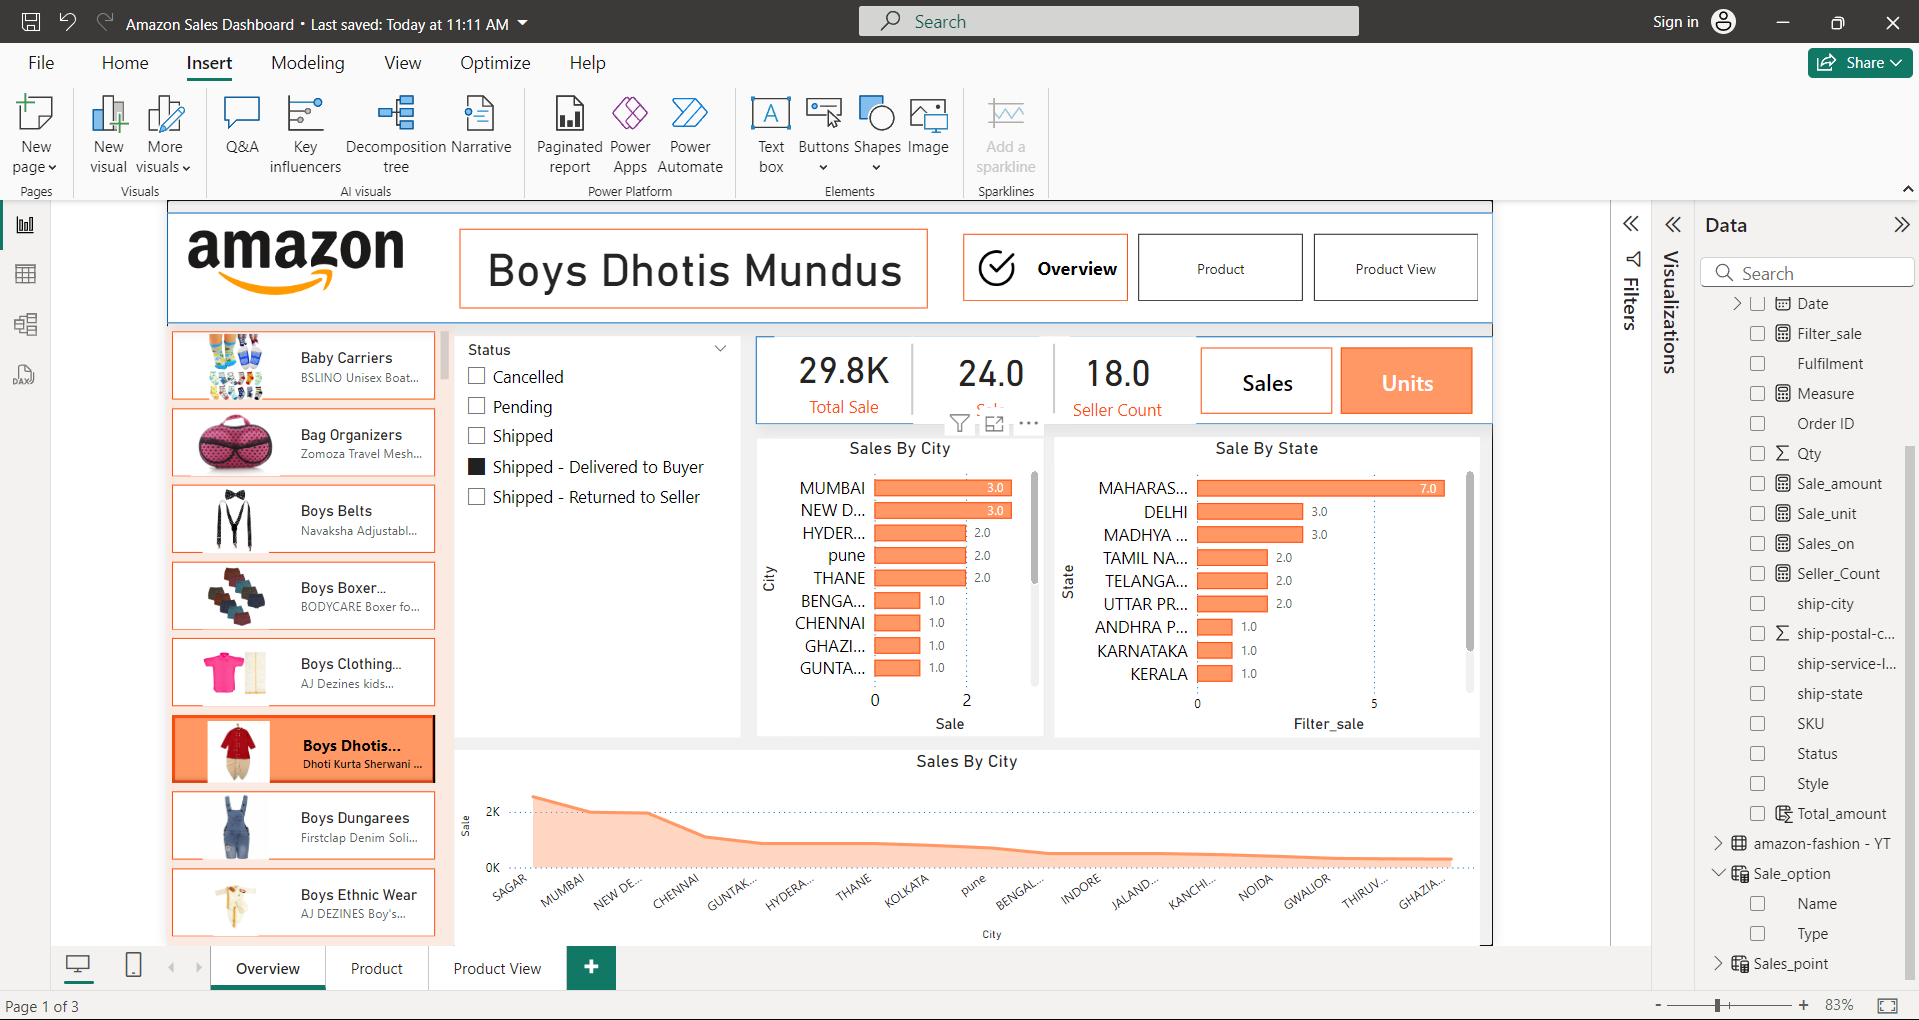 Amazon Sales Dashboard • Last saved: Today at 11:11 AM
Search
Sign in
File
Home
Insert
Modeling
View
Optimize
Help
Share
New page
New visual
More visuals
Q&A
Key influencers
Decomposition tree
Narrative
Paginated report
Power Apps
Power Automate
Text box
Buttons
Shapes
Image
Add a sparkline
Pages
Visuals
AI visuals
Power Platform
Elements
Sparklines
amazon
Boys Dhotis Mundus
Overview
Product
Product View
Baby Carriers
BSLINO Unisex Boat...
Bag Organizers
Zomoza Travel Mesh...
Boys Belts
Navaksha Adjustabl...
Boys Boxer...
BODYCARE Boxer fo...
Boys Clothing...
AJ Dezines kids...
Boys Dhotis...
Dhoti Kurta Sherwani ...
Boys Dungarees
Firstclap Denim Soli...
Boys Ethnic Wear
AJ DEZINES Boy's...
Status
Cancelled
Pending
Shipped
Shipped - Delivered to Buyer
Shipped - Returned to Seller
29.8K
Total Sale
24.0
18.0
Seller Count
Sales
Units
Sales By City
City
MUMBAI 3.0
NEW D... 3.0
HYDER... 2.0
pune 2.0
THANE 2.0
BENGA... 1.0
CHENNAI 1.0
GHAZI... 1.0
GUNTA... 1.0
0 2
Sale
Sale By State
State
MAHARAS... 7.0
DELHI 3.0
MADHYA ... 3.0
TAMIL NA... 2.0
TELANGA... 2.0
UTTAR PR... 2.0
ANDHRA P... 1.0
KARNATAKA 1.0
KERALA 1.0
0 5
Filter_sale
Sales By City
Sale
2K
0K
SAGAR MUMBAI NEW DE... CHENNAI GUNTAK... HYDERA... THANE KOLKATA pune BENGAL... INDORE JALAND... KANCHI... NOIDA GWALIOR THIRUV... GHAZIA...
City
Filters
Visualizations
Data
Search
Date
Filter_sale
Fulfilment
Measure
Order ID
Qty
Sale_amount
Sale_unit
Sales_on
Seller_Count
ship-city
ship-postal-c...
ship-service-l...
ship-state
SKU
Status
Style
Total_amount
amazon-fashion - YT
Sale_option
Name
Type
Sales_point
Overview
Product
Product View
Page 1 of 3
83%